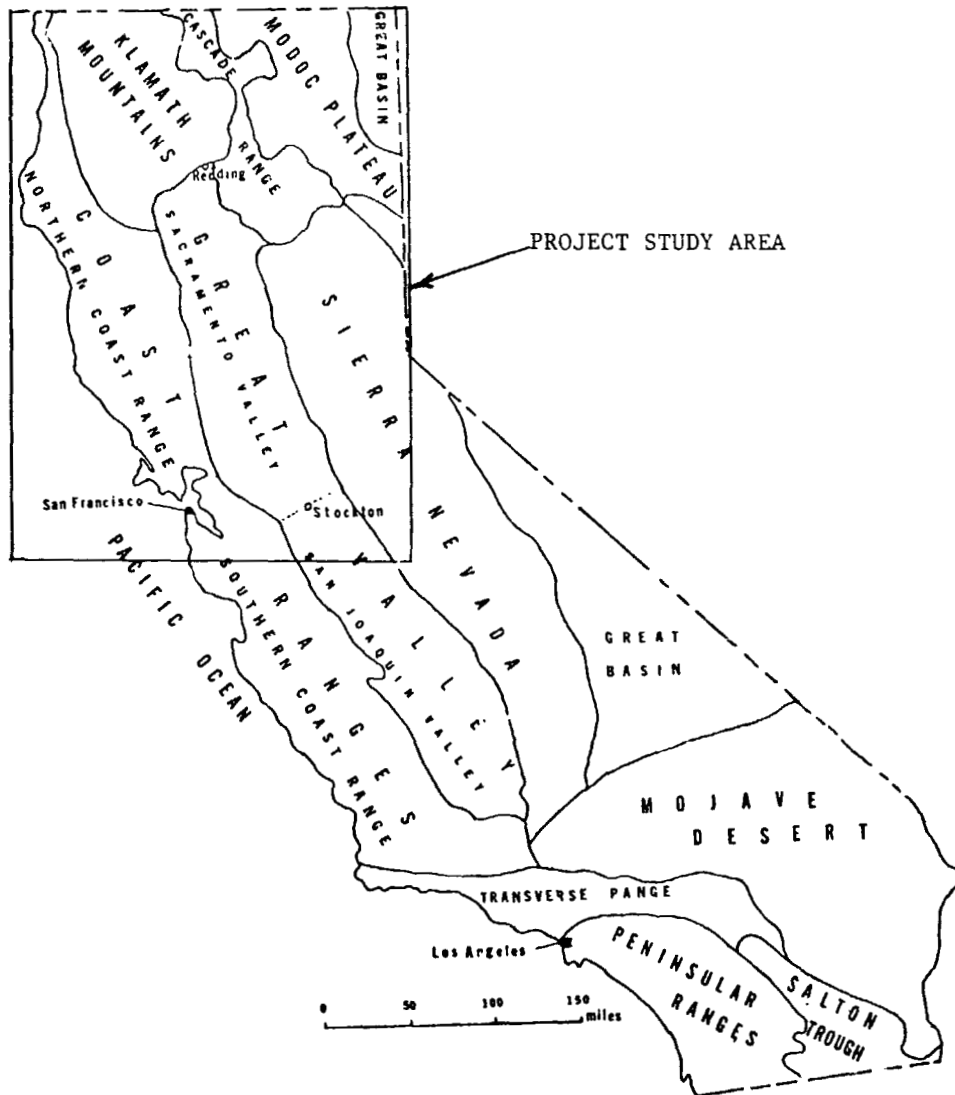 KLAMATH
MOUNTAINS
CASCADE
RANGE
MODOC PLATEAU
GREAT BASIN
Redding
COAST
RANGES
NORTHERN COAST RANGE
GREAT
VALLEY
SACRAMENTO VALLEY
PROJECT STUDY AREA
SIERRA
NEVADA
San Francisco
Stockton
PACIFIC OCEAN
SOUTHERN COAST RANGE
SAN JOAQUIN VALLEY
GREAT
BASIN
MOJAVE
DESERT
TRANSVERSE PANGE
Los Angeles
PENINSULAR
RANGES
SALTON
TROUGH
0 50 100 150
miles